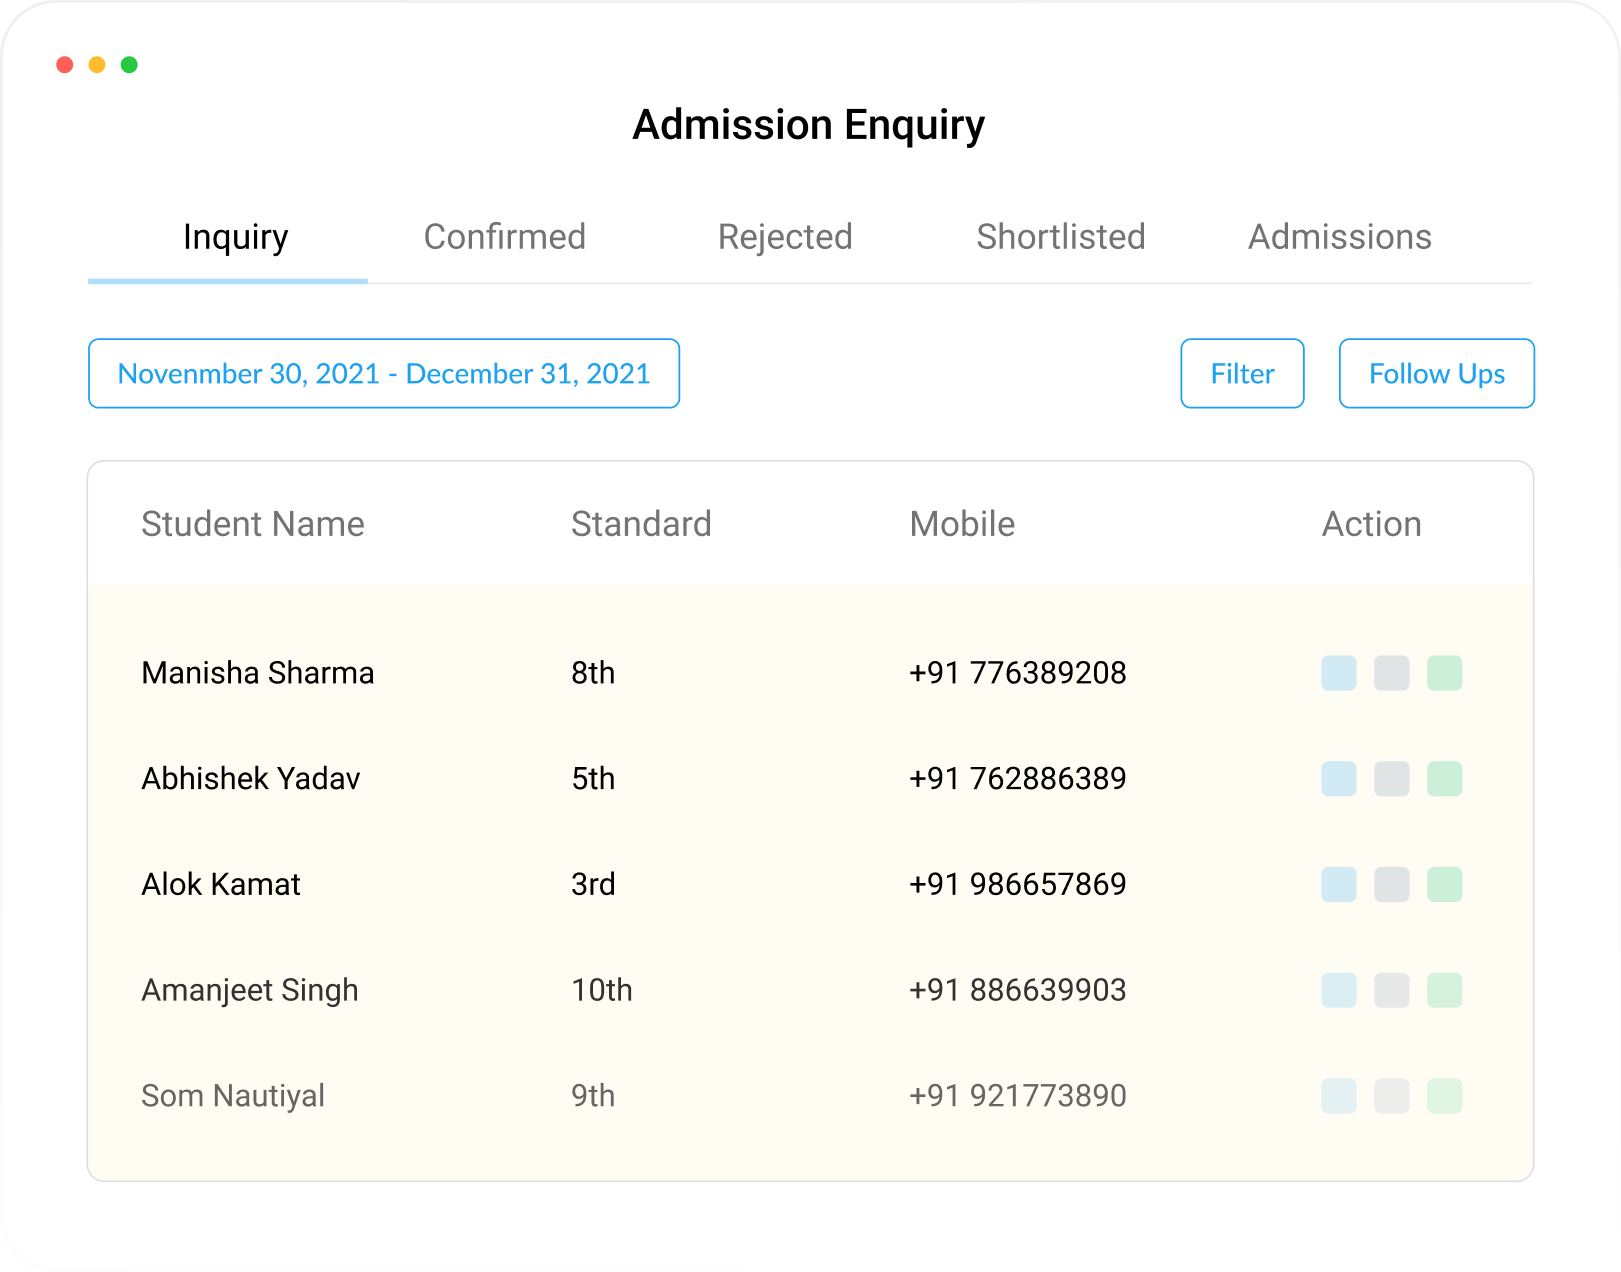 Admission Enquiry
Inquiry Confirmed Rejected Shortlisted Admissions
Novenmber 30, 2021 - December 31, 2021 Filter Follow Ups
Student Name Standard Mobile Action
Manisha Sharma 8th +91 776389208
Abhishek Yadav 5th +91 762886389
Alok Kamat 3rd +91 986657869
Amanjeet Singh 10th +91 886639903
Som Nautiyal 9th +91 921773890